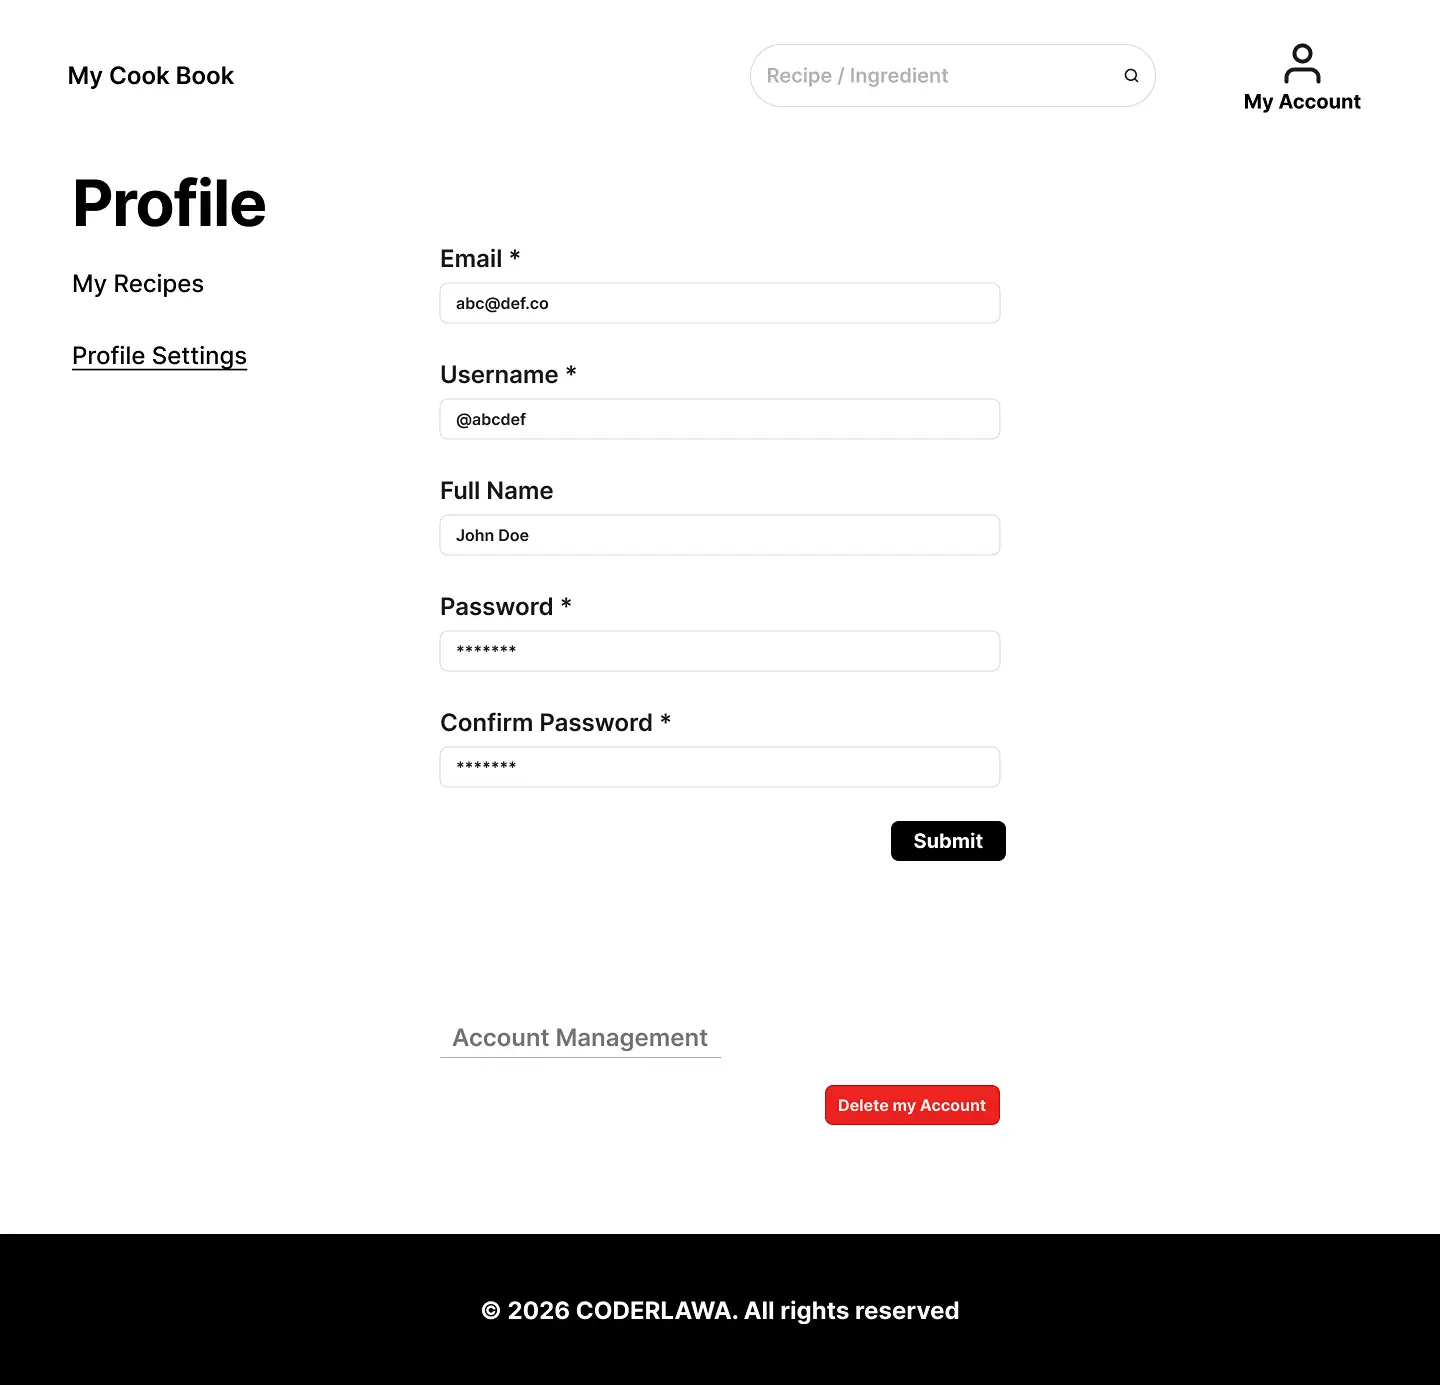 My Cook Book
Recipe / Ingredient
My Account
Profile
My Recipes
Profile Settings
Email *
abc@def.co
Username *
@abcdef
Full Name
John Doe
Password *
*******
Confirm Password *
*******
Submit
Account Management
Delete my Account
© 2026 CODERLAWA. All rights reserved